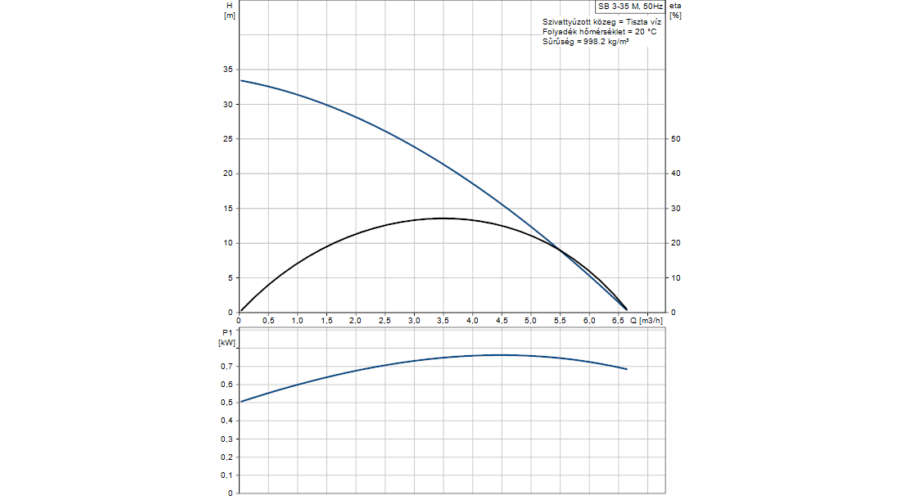 H
[m]
SB 3-35 M, 50Hz
eta
[%]
Szivattyúzott közeg = Tiszta víz
Folyadék hőmérséklet = 20 °C
Sűrűség = 998.2 kg/m³
35
30
25
20
15
10
5
0
50
40
30
20
10
0
0 0,5 1,0 1,5 2,0 2,5 3,0 3,5 4,0 4,5 5,0 5,5 6,0 6,5 Q [m3/h]
P1
[kW]
0,7
0,6
0,5
0,4
0,3
0,2
0,1
0